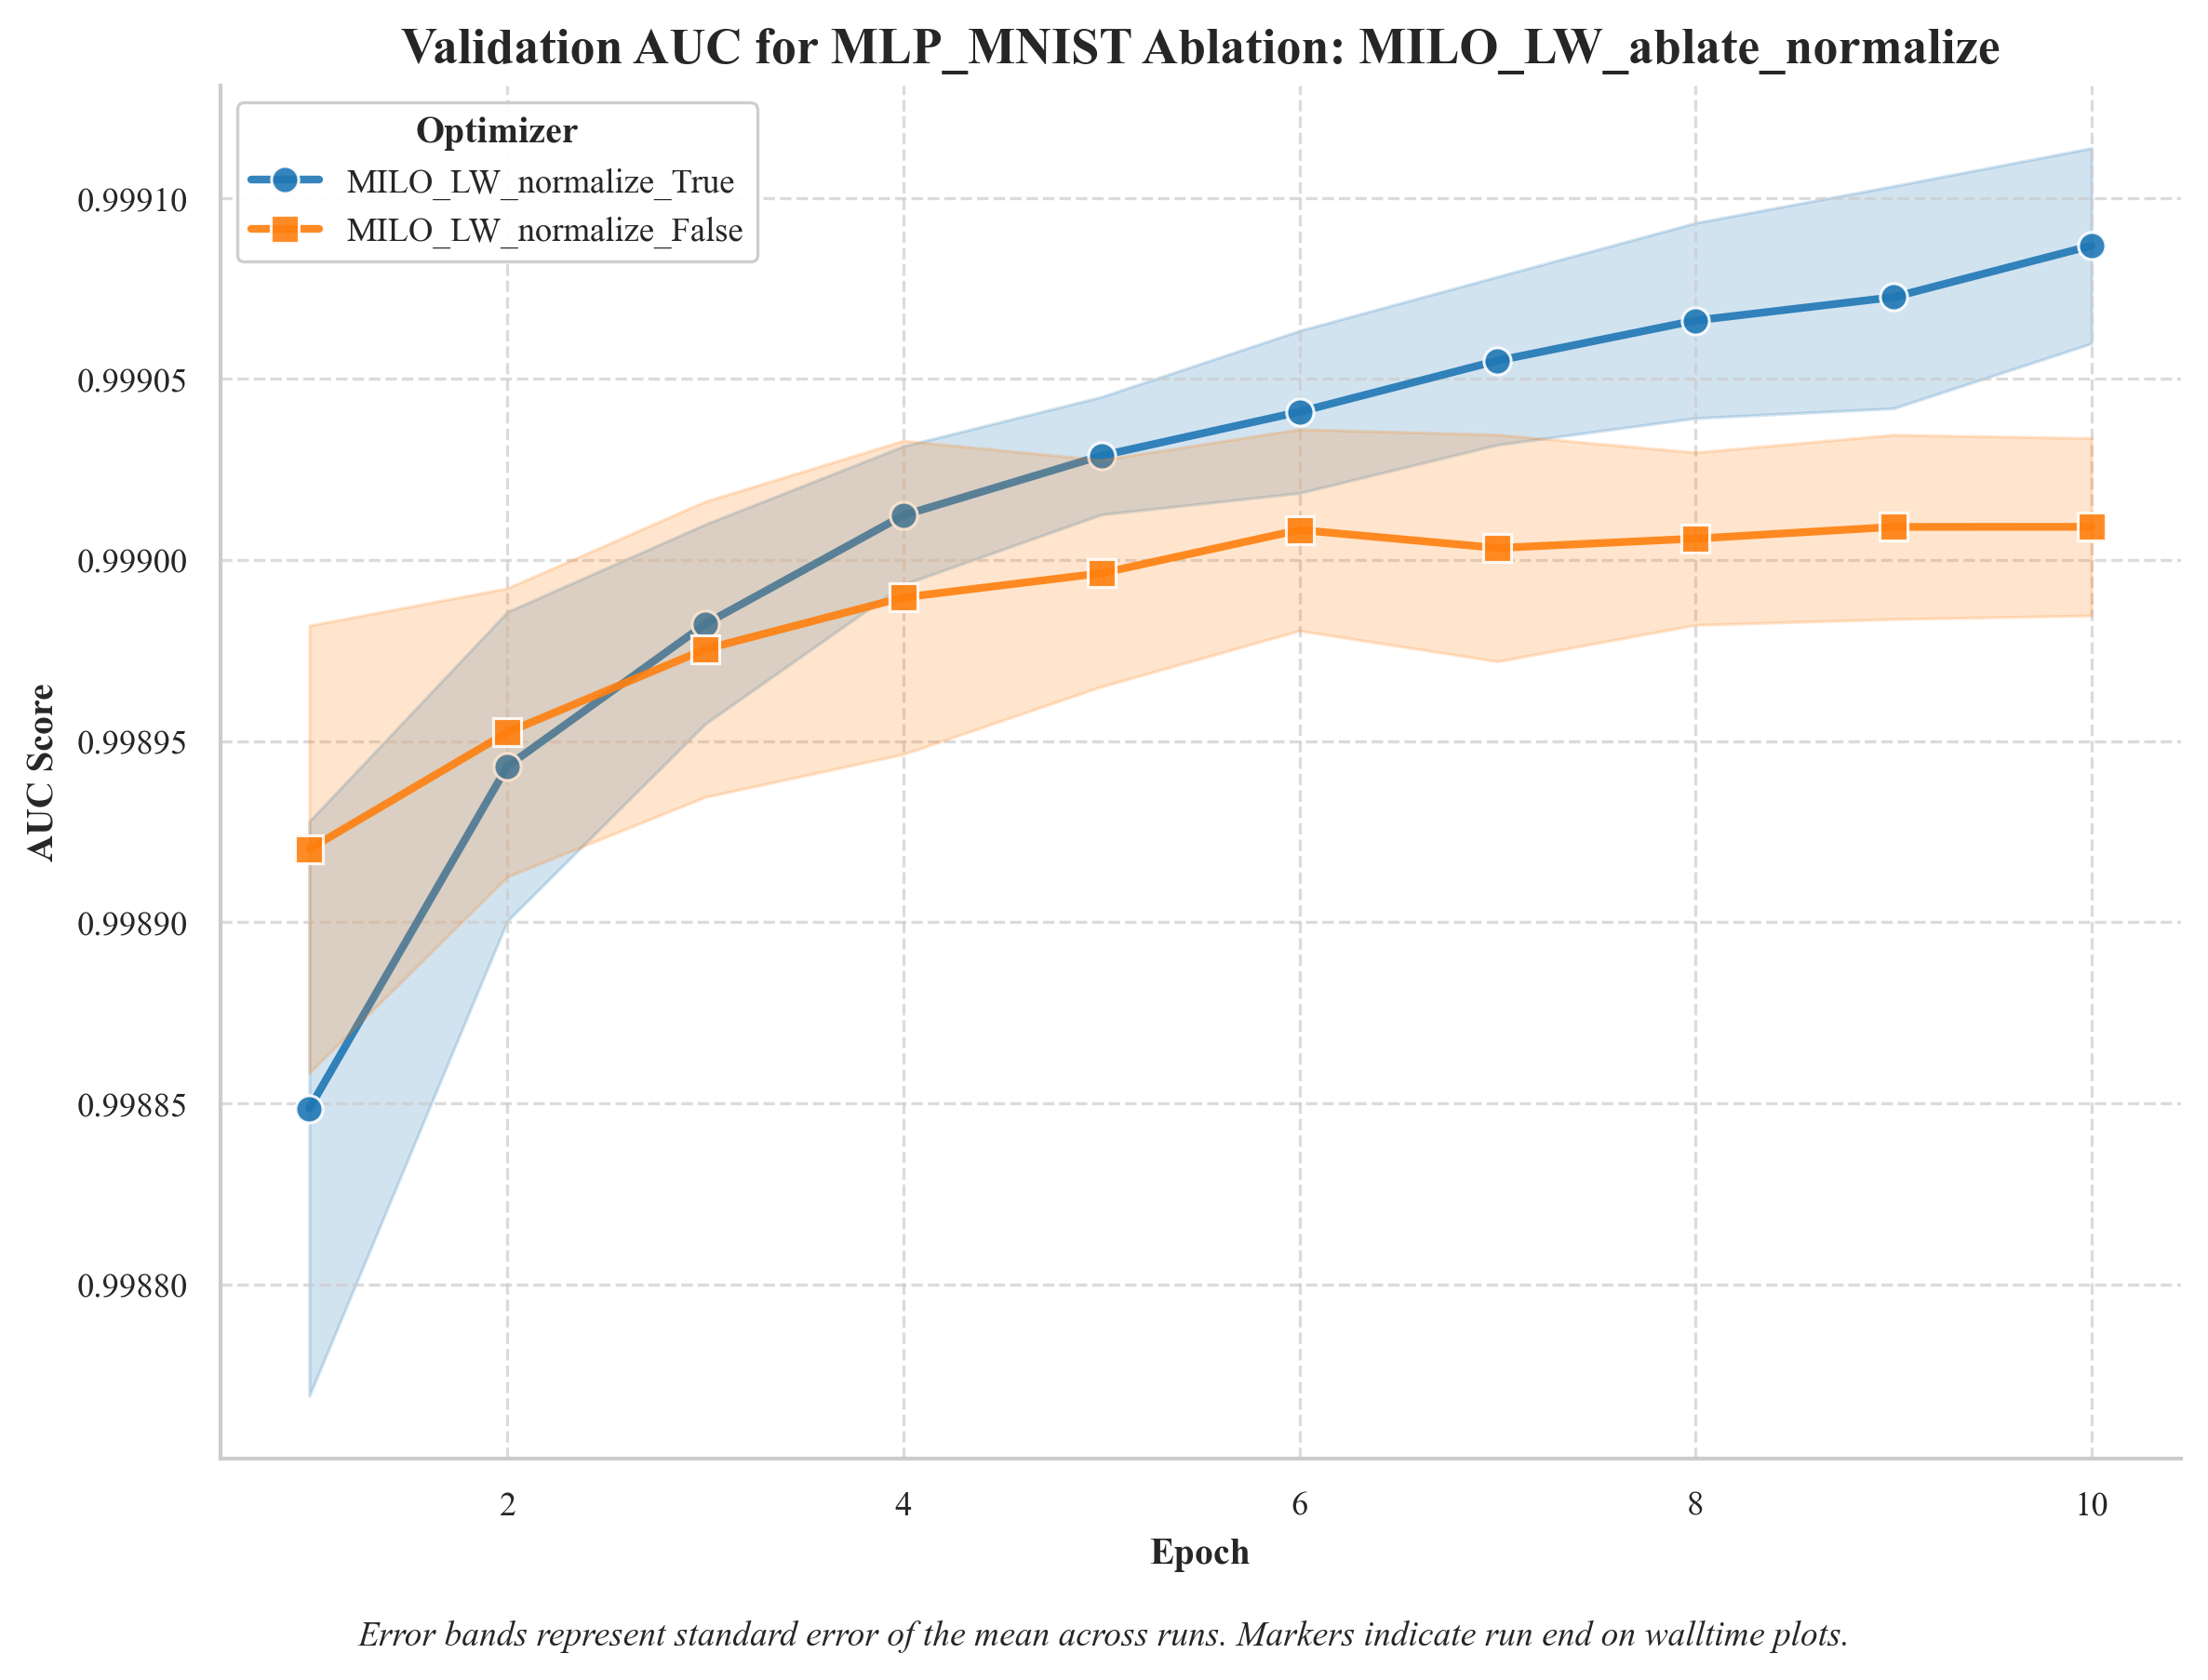 Validation AUC for MLP_MNIST Ablation: MILO_LW_ablate_normalize
Optimizer
MILO_LW_normalize_True
MILO_LW_normalize_False
0.99910
0.99905
0.99900
0.99895
0.99890
0.99885
0.99880
AUC Score
2 4 6 8 10
Epoch
Error bands represent standard error of the mean across runs. Markers indicate run end on walltime plots.